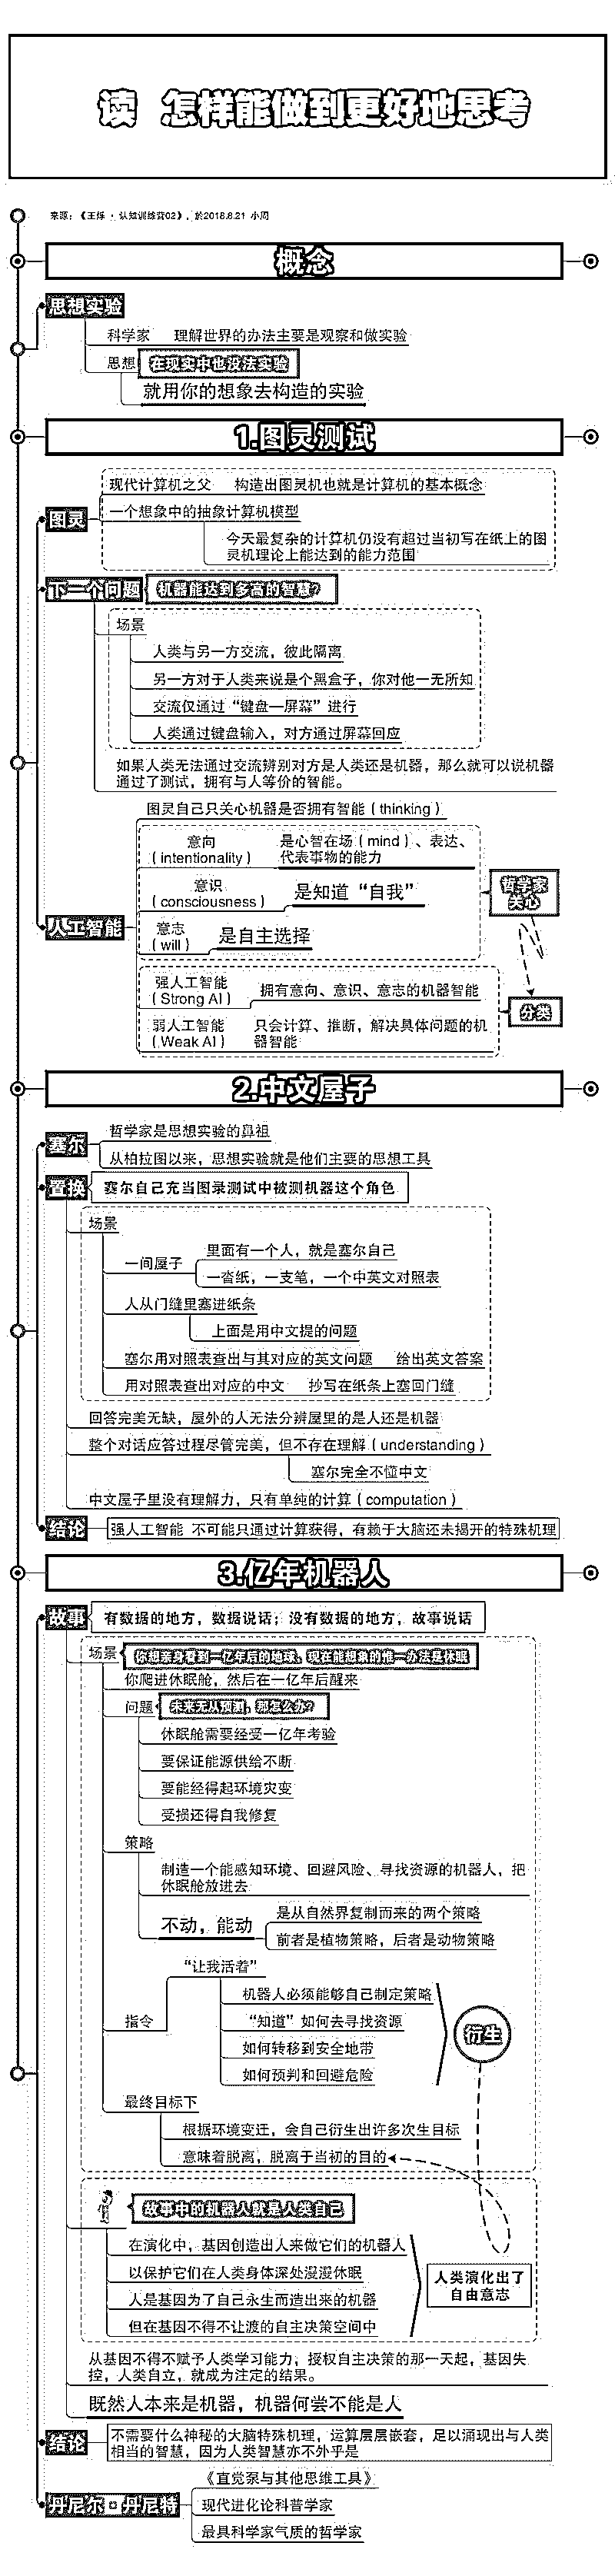 读 怎样能做到更好地思考
来源：《王烁 · 认知训练营02》，於2018.8.21 小周
概念
思想实验
科学家 理解世界的办法主要是观察和做实验
思想 在现实中也没法实验
就用你的想象去构造的实验
1.图灵测试
图灵
现代计算机之父 构造出图灵机也就是计算机的基本概念
一个想象中的抽象计算机模型
今天最复杂的计算机仍没有超过当初写在纸上的图
灵机理论上能达到的能力范围
下一个问题 机器能达到多高的智慧？
场景
人类与另一方交流，彼此隔离
另一方对于人类来说是个黑盒子，你对他一无所知
交流仅通过“键盘—屏幕”进行
人类通过键盘输入，对方通过屏幕回应
如果人类无法通过交流辨别对方是人类还是机器，那么就可以说机器
通过了测试，拥有与人等价的智能。
人工智能
图灵自己只关心机器是否拥有智能（thinking）
意向
（intentionality）
是心智在场（mind）、表达、
代表事物的能力
意识
（consciousness）
是知道“自我”
意志
（will）
是自主选择
哲学家
关心
强人工智能
（Strong AI）
拥有意向、意识、意志的机器智能
弱人工智能
（Weak AI）
只会计算、推断，解决具体问题的机
器智能
分类
2.中文屋子
塞尔
哲学家是思想实验的鼻祖
从柏拉图以来，思想实验就是他们主要的思想工具
置换 塞尔自己充当图录测试中被测机器这个角色
场景
一间屋子
里面有一个人，就是塞尔自己
一沓纸，一支笔，一个中英文对照表
人从门缝里塞进纸条
上面是用中文提的问题
塞尔用对照表查出与其对应的英文问题 给出英文答案
用对照表查出对应的中文 抄写在纸条上塞回门缝
回答完美无缺，屋外的人无法分辨屋里的是人还是机器
整个对话应答过程尽管完美，但不存在理解（understanding）
塞尔完全不懂中文
中文屋子里没有理解力，只有单纯的计算（computation）
结论 强人工智能 不可能只通过计算获得，有赖于大脑还未揭开的特殊机理
3.亿年机器人
故事 有数据的地方，数据说话；没有数据的地方，故事说话
场景 你想亲身看到一亿年后的地球，现在能想象的惟一办法是休眠
你爬进休眠舱，然后在一亿年后醒来
问题 未来无从预测，那怎么办？
休眠舱需要经受一亿年考验
要保证能源供给不断
要能经得起环境灾变
受损还得自我修复
策略
制造一个能感知环境、回避风险、寻找资源的机器人，把
休眠舱放进去
不动，能动
是从自然界复制而来的两个策略
前者是植物策略，后者是动物策略
指令
“让我活着”
机器人必须能够自己制定策略
“知道”如何去寻找资源
如何转移到安全地带
如何预判和回避危险
衍生
最终目标下
根据环境变迁，会自己衍生出许多次生目标
意味着脱离，脱离于当初的目的
故事中的机器人就是人类自己
在演化中，基因创造出人来做它们的机器人
以保护它们在人类身体深处漫漫休眠
人是基因为了自己永生而造出来的机器
但在基因不得不让渡的自主决策空间中
人类演化出了
自由意志
从基因不得不赋予人类学习能力，授权自主决策的那一天起，基因失
控，人类自立，就成为注定的结果。
既然人本来是机器，机器何尝不能是人
结论
不需要什么神秘的大脑特殊机理，运算层层嵌套，足以涌现出与人类
相当的智慧，因为人类智慧亦不外乎是
丹尼尔·丹尼特
《直觉泵与其他思维工具》
现代进化论科普学家
最具科学家气质的哲学家